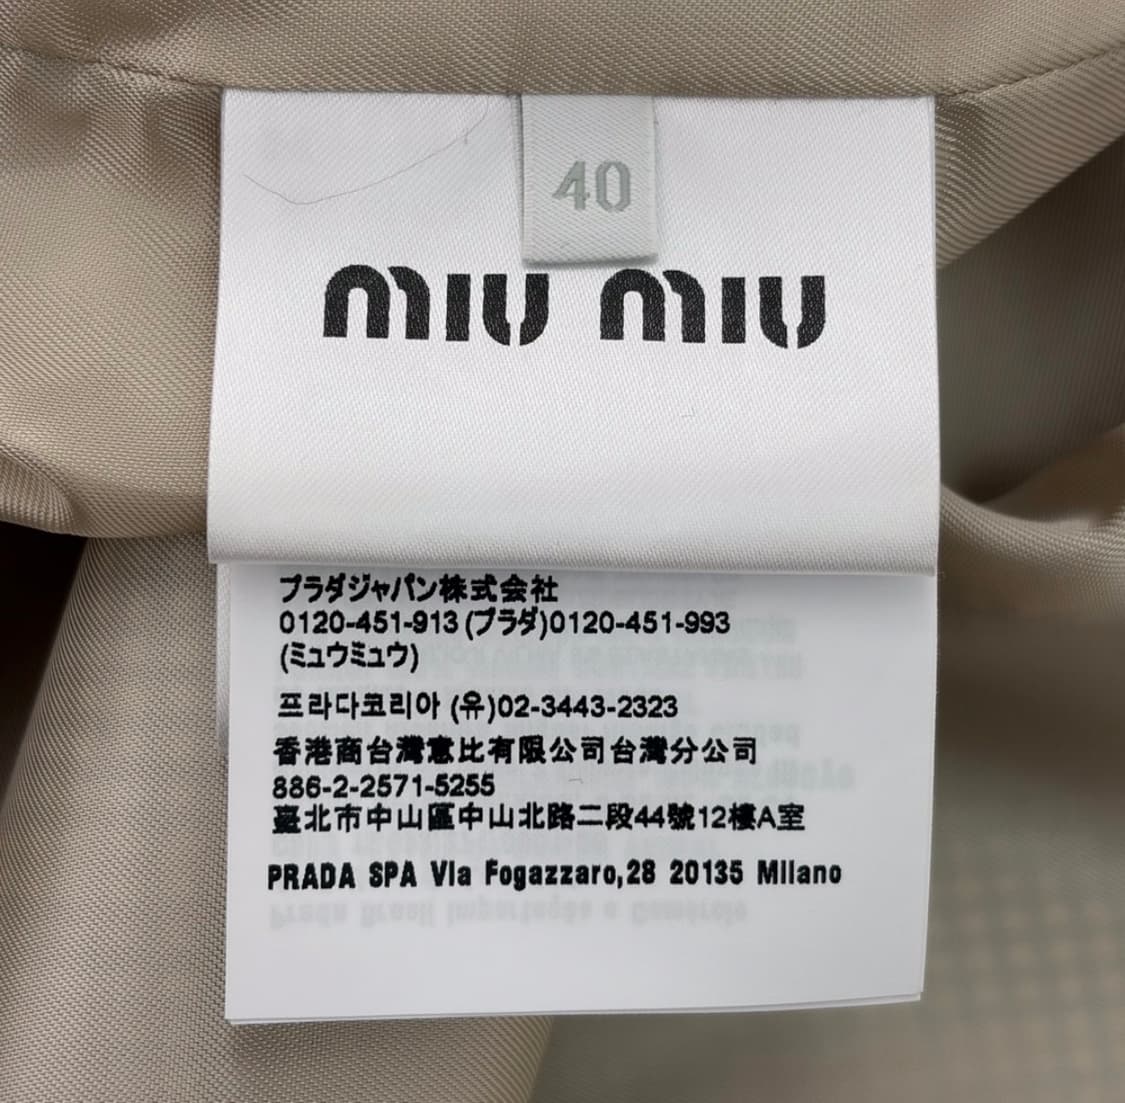 40
miu miu
プラダジャパン株式会社
0120-451-913 (プラダ)0120-451-993
(ミュウミュウ)
프라다코리아 (유)02-3443-2323
香港商台灣意比有限公司台灣分公司
886-2-2571-5255
臺北市中山區中山北路二段44號12樓A室
PRADA SPA Via Fogazzaro,28 20135 Milano